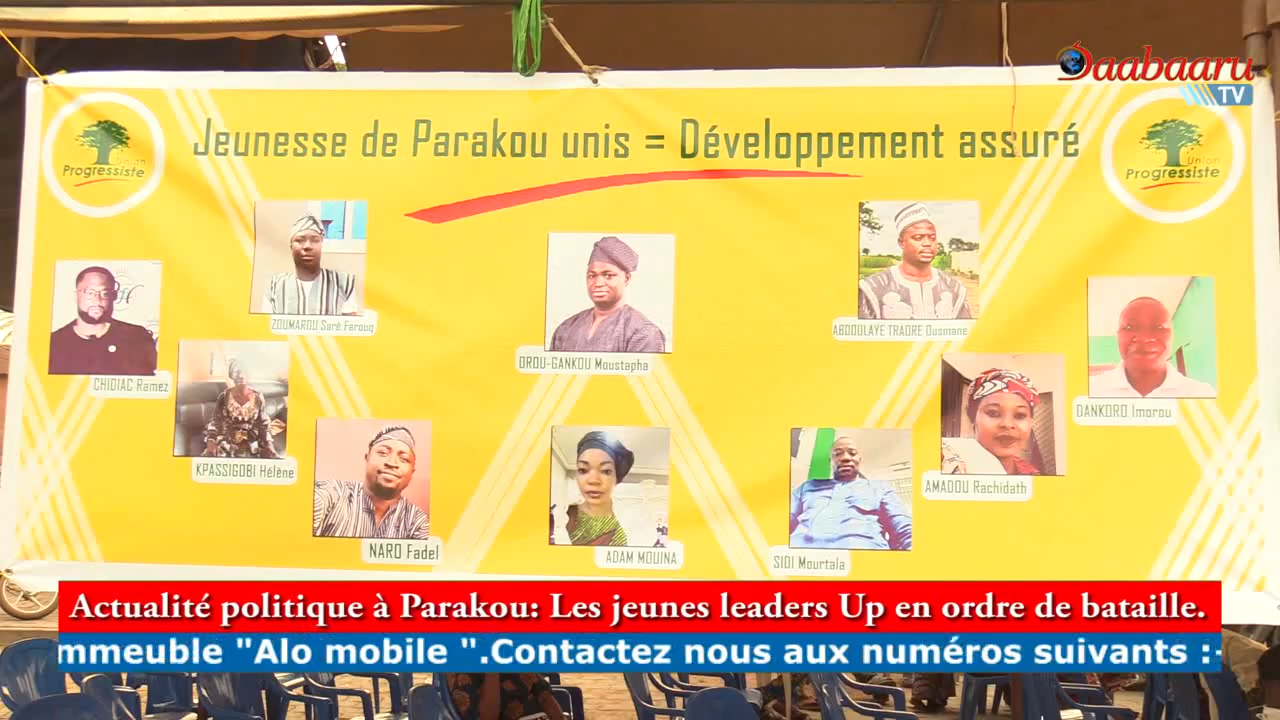 Saabaaru
TV
Jeunesse de Parakou unis = Développement assuré
Union
Progressiste
Union
Progressiste
ZOUMAROU Sarê Farouq
OROU-GANKOU Moustapha
ABDOULAYE TRAORE Ousmane
CHIDIAC Ramez
DANKORO Imorou
KPASSIGOBI Hélène
AMADOU Rachidath
NARO Fadel
ADAM MOUINA
SIDI Mourtala
Actualité politique à Parakou: Les jeunes leaders Up en ordre de bataille.
mmeuble "Alo mobile ".Contactez nous aux numéros suivants :-